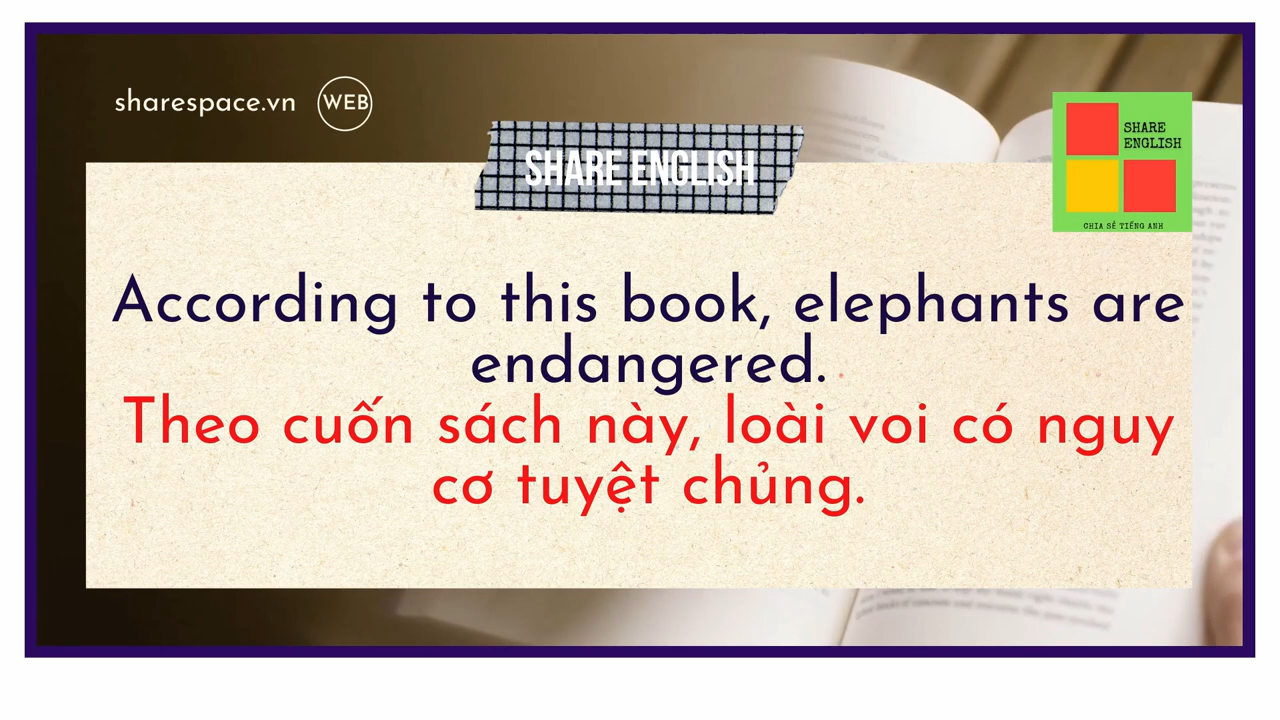 sharespace.vn WEB
SHARE ENGLISH
SHARE
ENGLISH
CHIA SẺ TIẾNG ANH
According to this book, elephants are
endangered.
Theo cuốn sách này, loài voi có nguy
cơ tuyệt chủng.